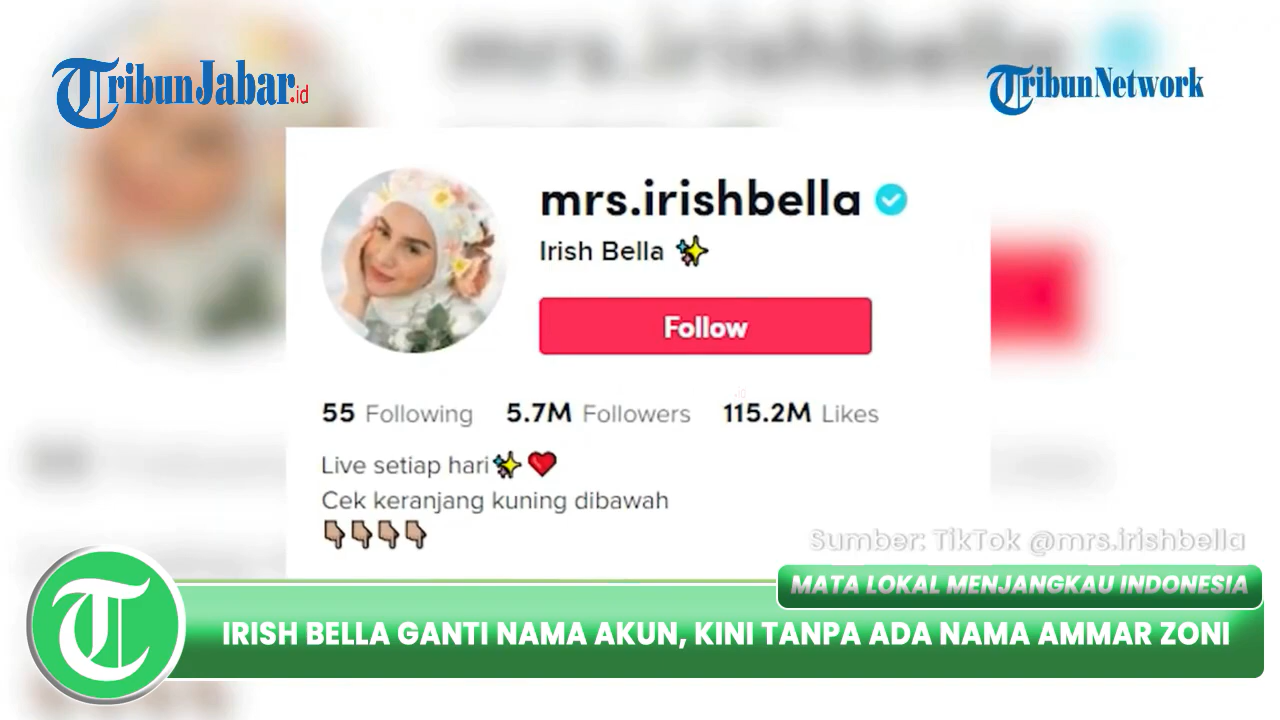 TribunJabar.id
TribunNetwork
mrs.irishbella
mrs.irishbella
Irish Bella ✨
Follow
55 Following 5.7M Followers 115.2M Likes
Live setiap hari✨❤️
Cek keranjang kuning dibawah
👇🏽👇🏽👇🏽👇🏽
Sumber: TikTok @mrs.irishbella
MATA LOKAL MENJANGKAU INDONESIA
T
IRISH BELLA GANTI NAMA AKUN, KINI TANPA ADA NAMA AMMAR ZONI